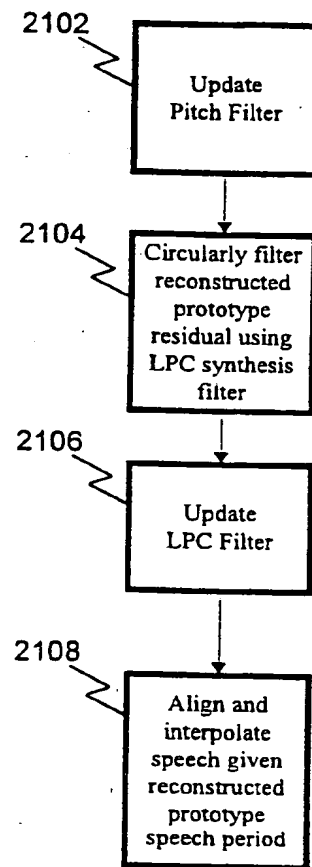 2102
Update
Pitch Filter
2104
Circularly filter
reconstructed
prototype
residual using
LPC synthesis
filter
2106
Update
LPC Filter
2108
Align and
interpolate
speech given
reconstructed
prototype
speech period